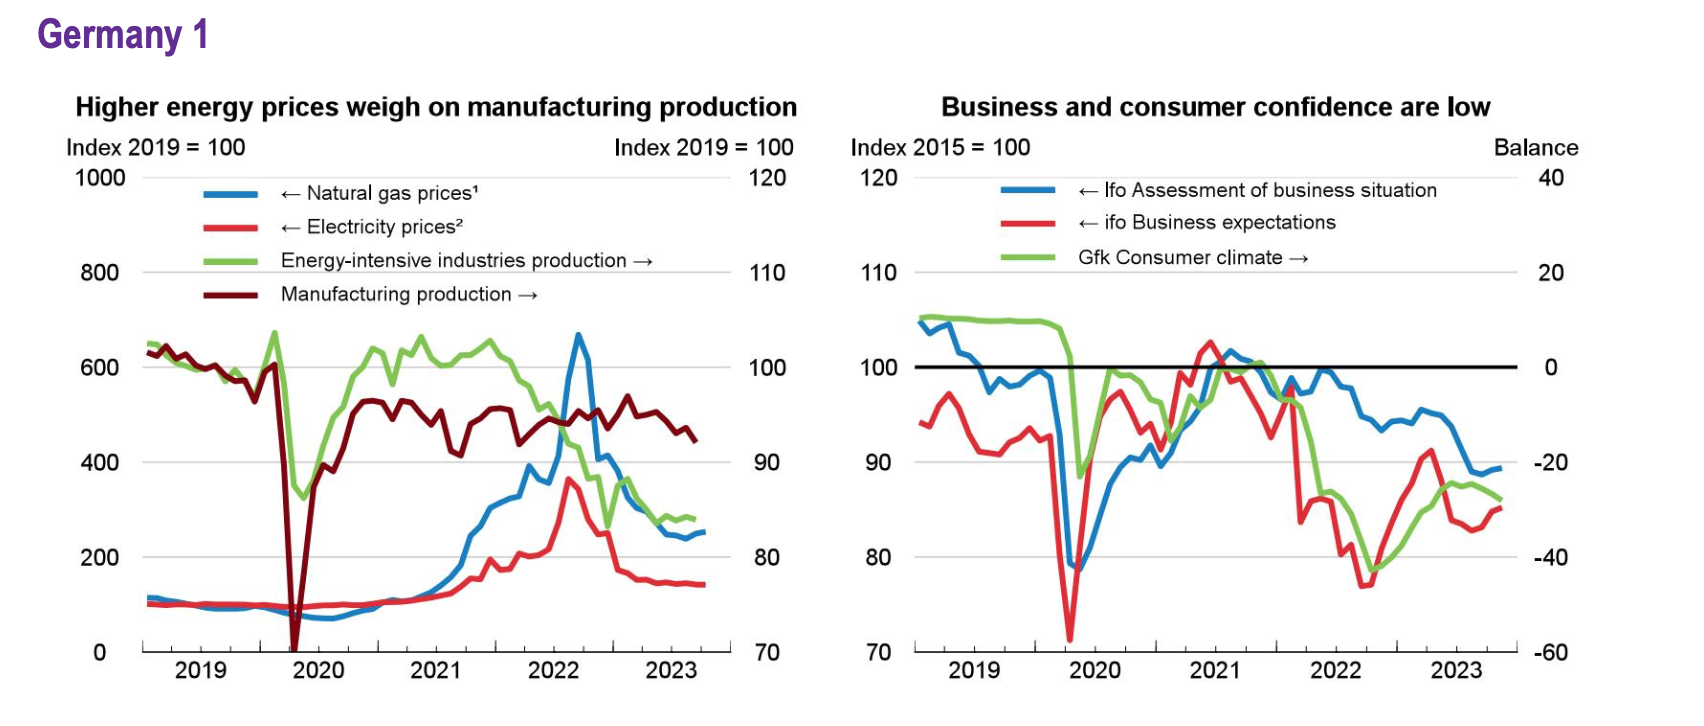 Germany 1
Higher energy prices weigh on manufacturing production
Index 2019 = 100
Index 2019 = 100
1000
800
600
400
200
0
← Natural gas prices¹
← Electricity prices²
Energy-intensive industries production →
Manufacturing production →
120
110
100
90
80
70
2019 2020 2021 2022 2023
Business and consumer confidence are low
Index 2015 = 100
Balance
120
110
100
90
80
70
← Ifo Assessment of business situation
← ifo Business expectations
Gfk Consumer climate →
40
20
0
-20
-40
-60
2019 2020 2021 2022 2023